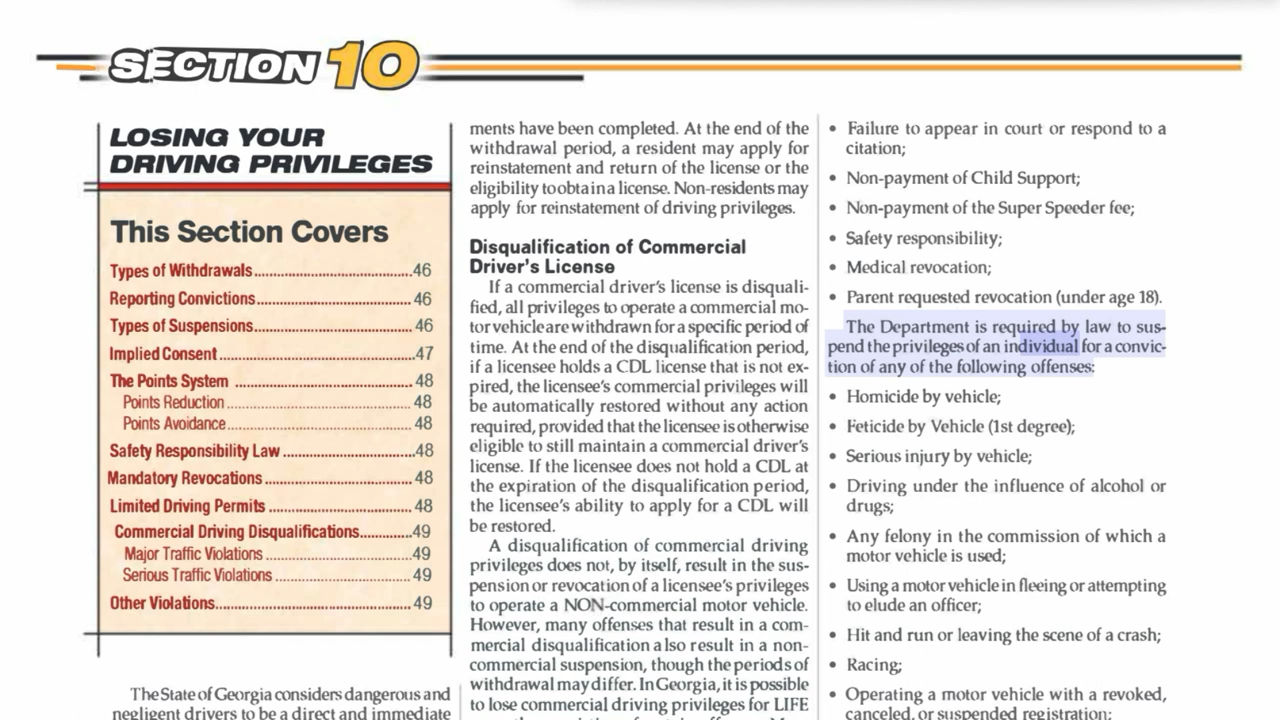 SECTION 10
LOSING YOUR
DRIVING PRIVILEGES
This Section Covers
Types of Withdrawals.......................................46
Reporting Convictions......................................46
Types of Suspensions.......................................46
Implied Consent................................................47
The Points System ...........................................48
Points Reduction .............................................48
Points Avoidance.............................................48
Safety Responsibility Law ................................48
Mandatory Revocations ....................................48
Limited Driving Permits ...................................48
Commercial Driving Disqualifications.............49
Major Traffic Violations ....................................49
Serious Traffic Violations .................................49
Other Violations................................................49
The State of Georgia considers dangerous and
negligent drivers to be a direct and immediate
ments have been completed. At the end of the
withdrawal period, a resident may apply for
reinstatement and return of the license or the
eligibility to obtain a license. Non-residents may
apply for reinstatement of driving privileges.
Disqualification of Commercial
Driver's License
If a commercial driver's license is disquali-
fied, all privileges to operate a commercial mo-
tor vehicle are withdrawn for a specific period of
time. At the end of the disqualification period,
if a licensee holds a CDL license that is not ex-
pired, the licensee's commercial privileges will
be automatically restored without any action
required, provided that the licensee is otherwise
eligible to still maintain a commercial driver's
license. If the licensee does not hold a CDL at
the expiration of the disqualification period,
the licensee's ability to apply for a CDL will
be restored.
A disqualification of commercial driving
privileges does not, by itself, result in the sus-
pension or revocation of a licensee's privileges
to operate a NON-commercial motor vehicle.
However, many offenses that result in a com-
mercial disqualification also result in a non-
commercial suspension, though the periods of
withdrawal may differ. In Georgia, it is possible
to lose commercial driving privileges for LIFE
• Failure to appear in court or respond to a
citation;
• Non-payment of Child Support;
• Non-payment of the Super Speeder fee;
• Safety responsibility;
• Medical revocation;
• Parent requested revocation (under age 18).
The Department is required by law to sus-
pend the privileges of an individual for a convic-
tion of any of the following offenses:
• Homicide by vehicle;
• Feticide by Vehicle (1st degree);
• Serious injury by vehicle;
• Driving under the influence of alcohol or
drugs;
• Any felony in the commission of which a
motor vehicle is used;
• Using a motor vehicle in fleeing or attempting
to elude an officer;
• Hit and run or leaving the scene of a crash;
• Racing;
• Operating a motor vehicle with a revoked,
canceled, or suspended registration;